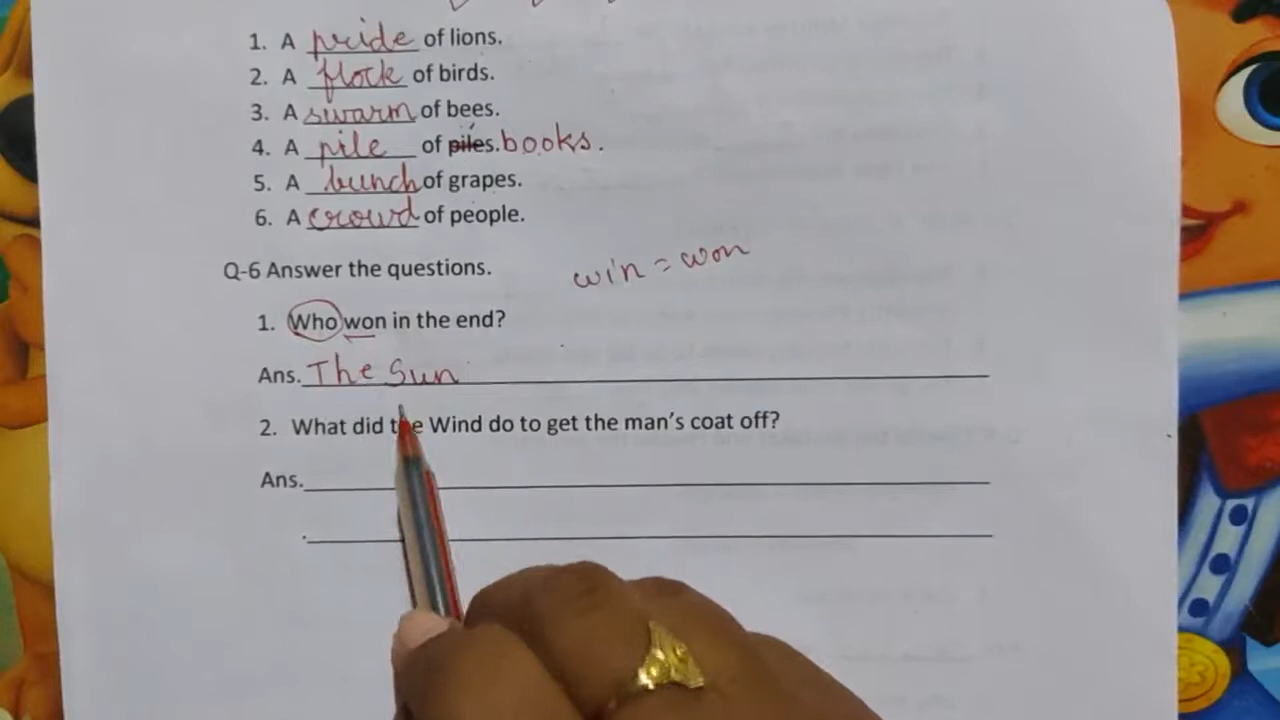 1. A pride of lions.
2. A flock of birds.
3. A swarm of bees.
4. A pile of piles. books.
5. A bunch of grapes.
6. A crowd of people.
Q-6 Answer the questions.
win = won
1. Who won in the end?
Ans. The Sun
2. What did the Wind do to get the man's coat off?
Ans.